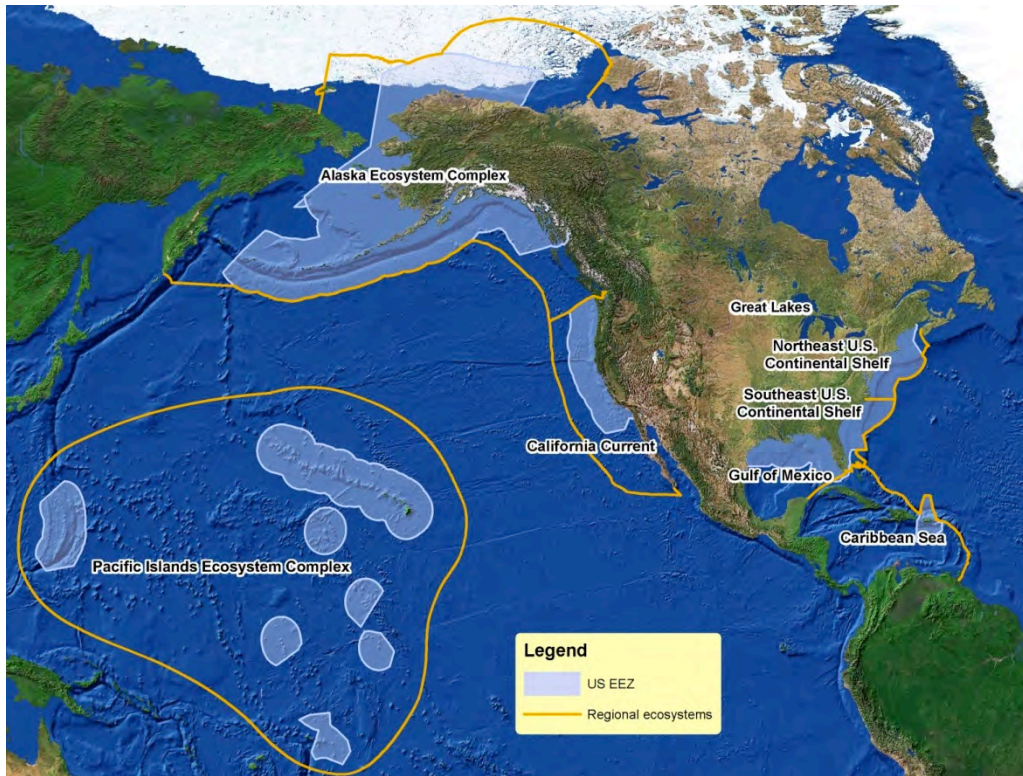 Alaska Ecosystem Complex
Great Lakes
Northeast U.S.
Continental Shelf
Southeast U.S.
Continental Shelf
California Current
Gulf of Mexico
Caribbean Sea
Pacific Islands Ecosystem Complex
Legend
US EEZ
Regional ecosystems